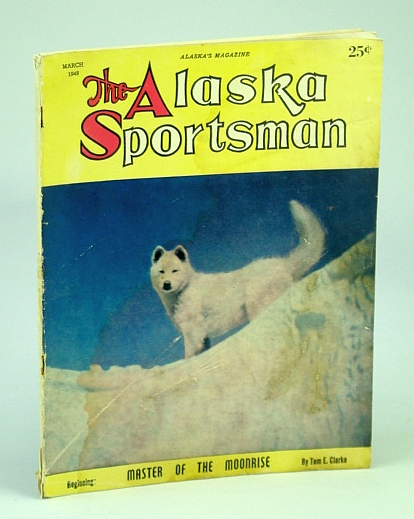 MARCH
1948
ALASKA'S MAGAZINE
25¢
The Alaska
Sportsman
Beginning: MASTER OF THE MOONRISE By Tom E. Clarke